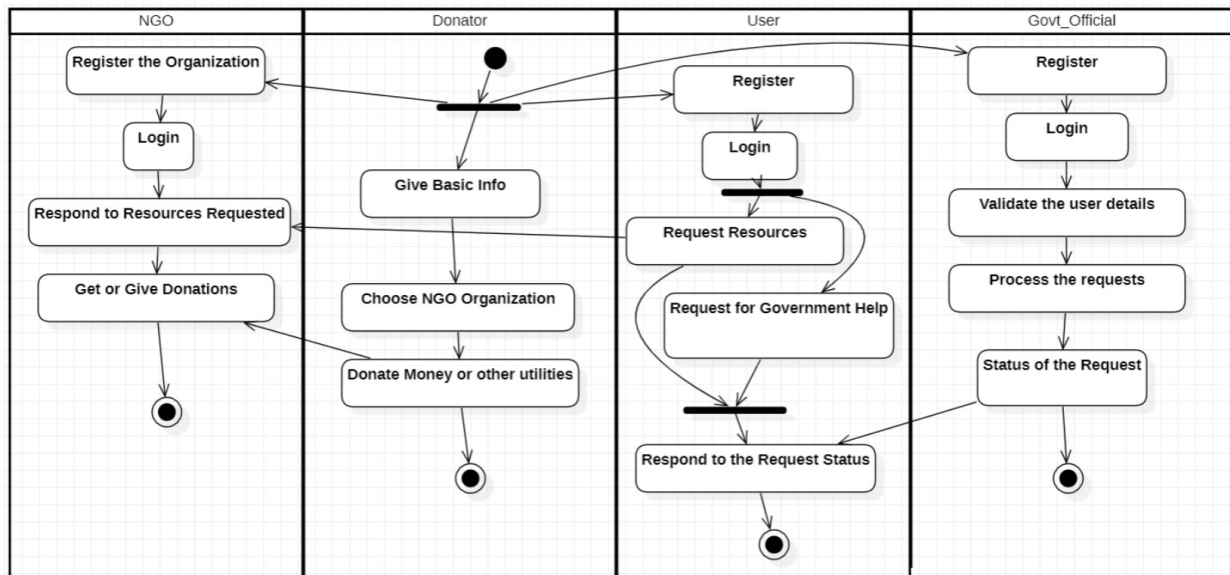 NGO
Donator
User
Govt_Official
Register the Organization
Login
Respond to Resources Requested
Get or Give Donations
Give Basic Info
Choose NGO Organization
Donate Money or other utilities
Register
Login
Request Resources
Request for Government Help
Respond to the Request Status
Register
Login
Validate the user details
Process the requests
Status of the Request